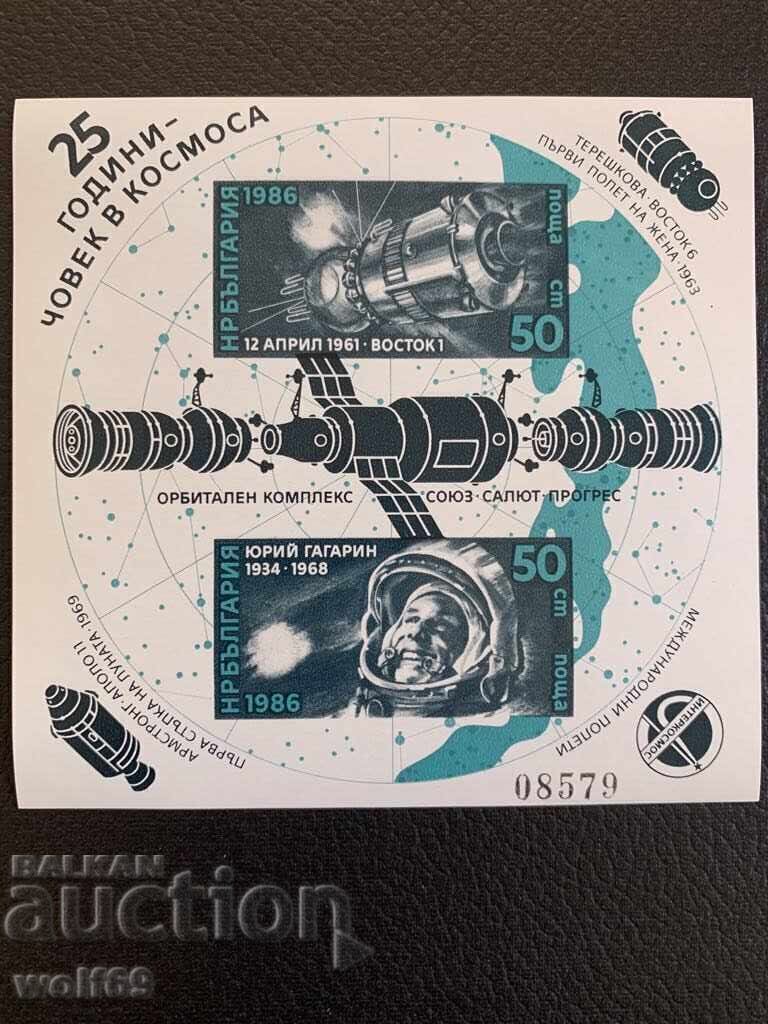 25
ГОДИНИ-
ЧОВЕК В КОСМОСА
ТЕРЕШКОВА·ВОСТОК 6
ПЪРВИ ПОЛЕТ НА ЖЕНА·1963
НРБЪЛГАРИЯ
1986
поща
50 ст
12 АПРИЛ 1961·ВОСТОК 1
ОРБИТАЛЕН КОМПЛЕКС
СОЮЗ·САЛЮТ·ПРОГРЕС
НРБЪЛГАРИЯ
ЮРИЙ ГАГАРИН
1934·1968
50 ст
поща
1986
АРМСТРОНГ·АПОЛО 11
ПЪРВА СТЪПКА НА ЛУНАТА·1969
МЕЖДУНАРОДНИ ПОЛЕТИ
ИНТЕРКОСМОС
08579
BALKAN
auction
wolf69